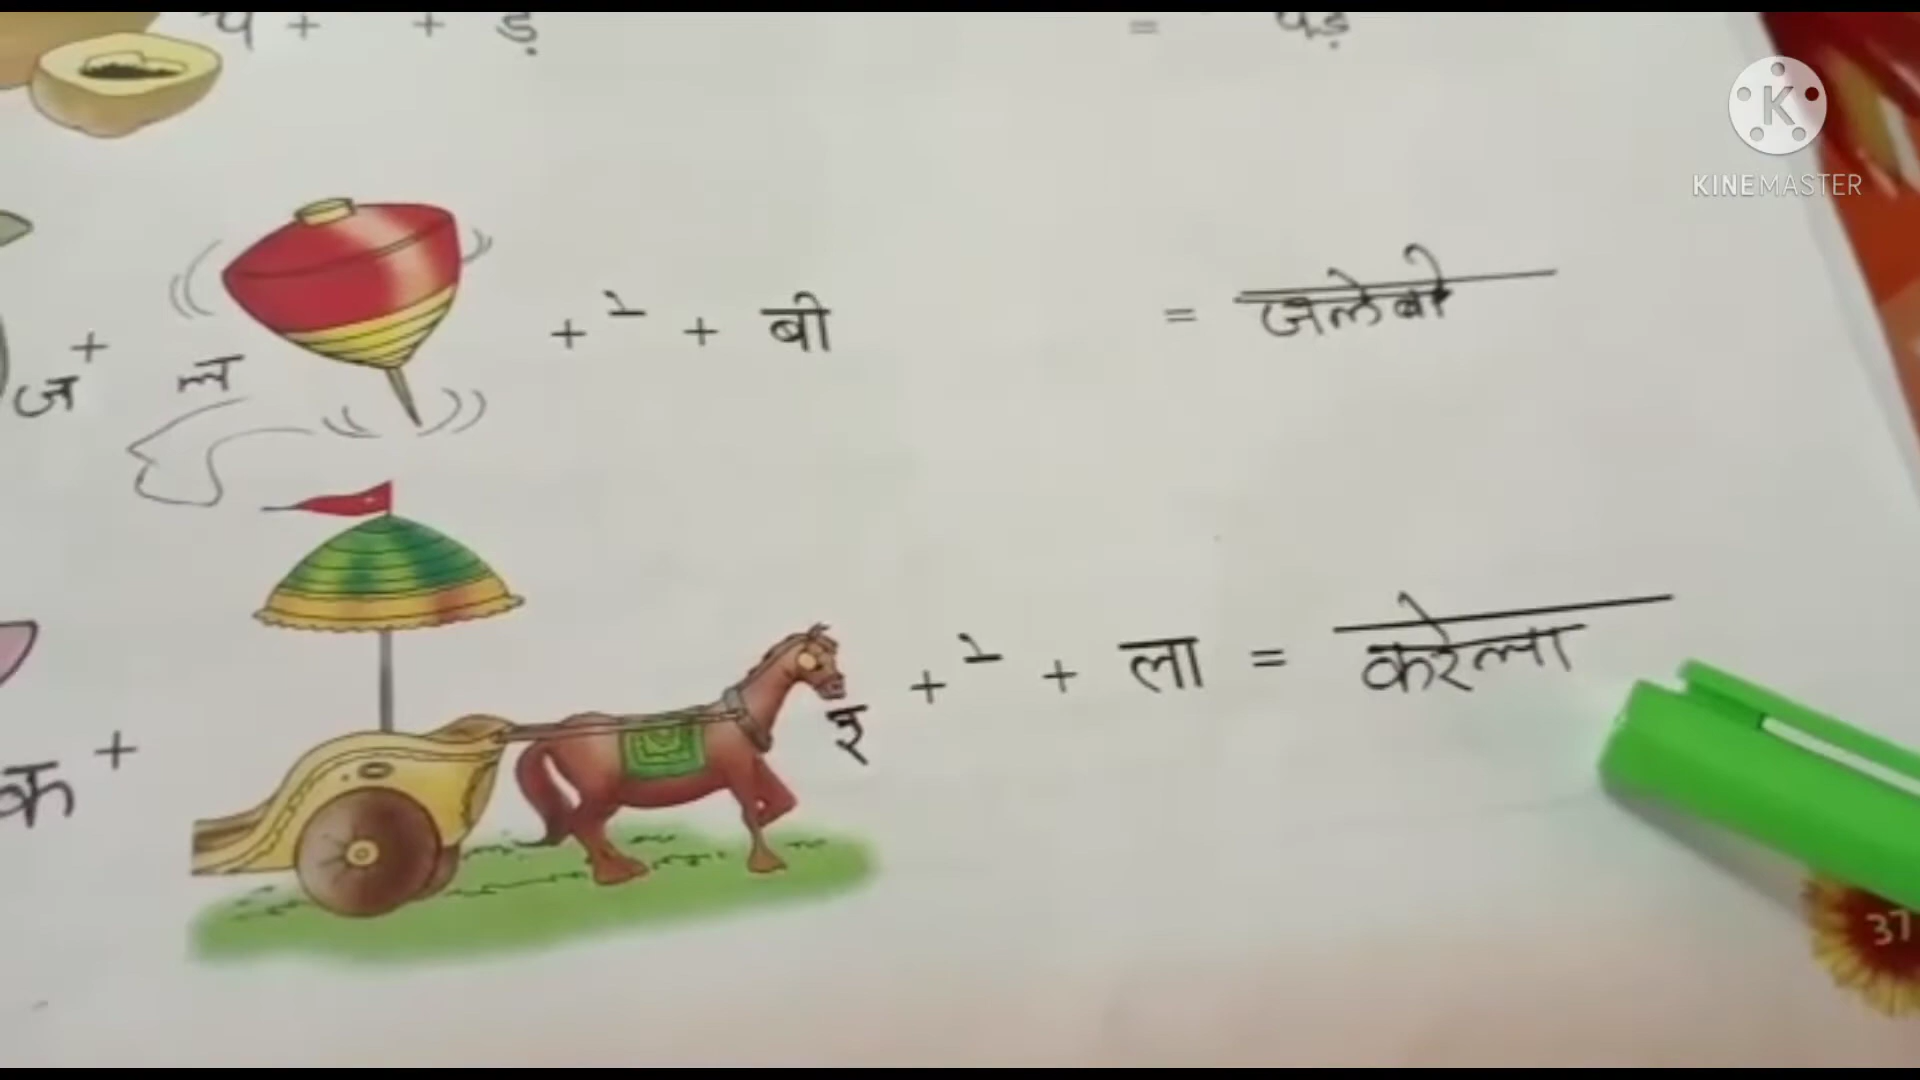 प + + ड़ = पेड़
KINEMASTER
ज + ल + े + बी = जलेबी
क + र + े + ला = करेला
37